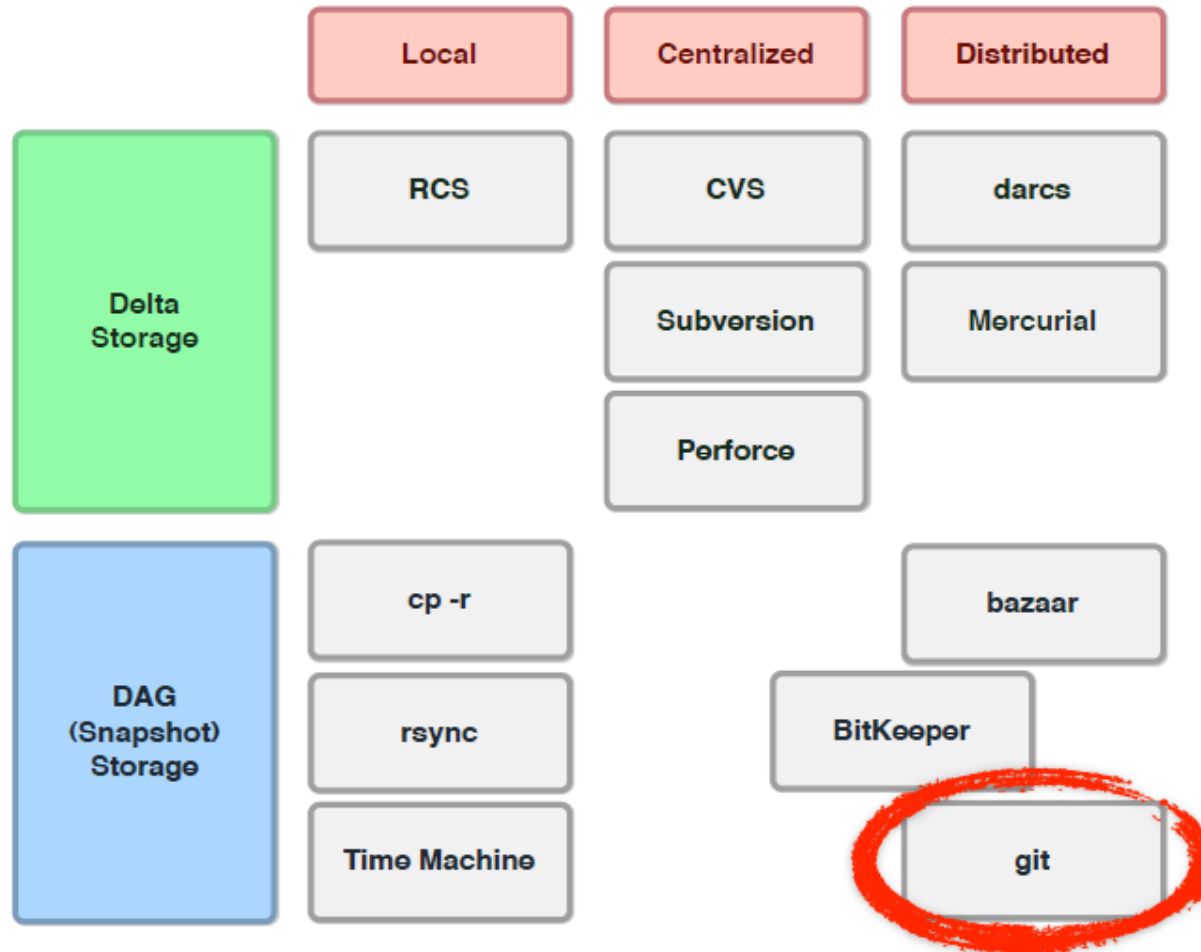 Local
Centralized
Distributed
Delta
Storage
RCS
CVS
darcs
Subversion
Mercurial
Perforce
DAG
(Snapshot)
Storage
cp -r
bazaar
rsync
BitKeeper
Time Machine
git